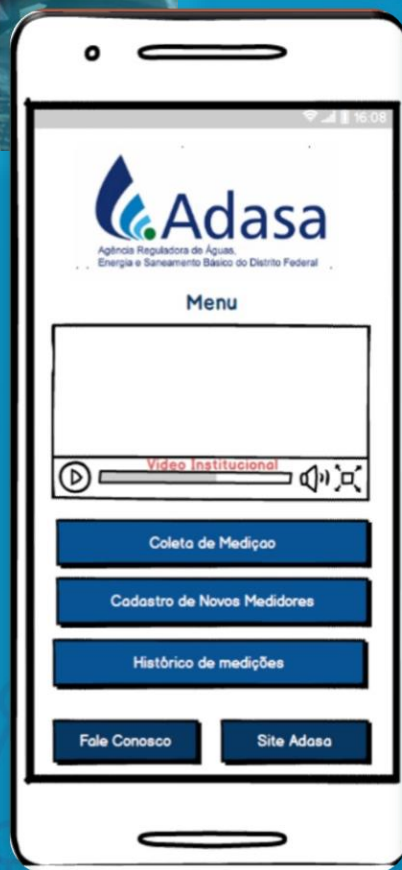 16:08
Adasa
Agência Reguladora de Águas,
Energia e Saneamento Básico do Distrito Federal
Menu
Video Institucional
Coleta de Mediçao
Cadastro de Novos Medidores
Histórico de medições
Fale Conosco
Site Adasa